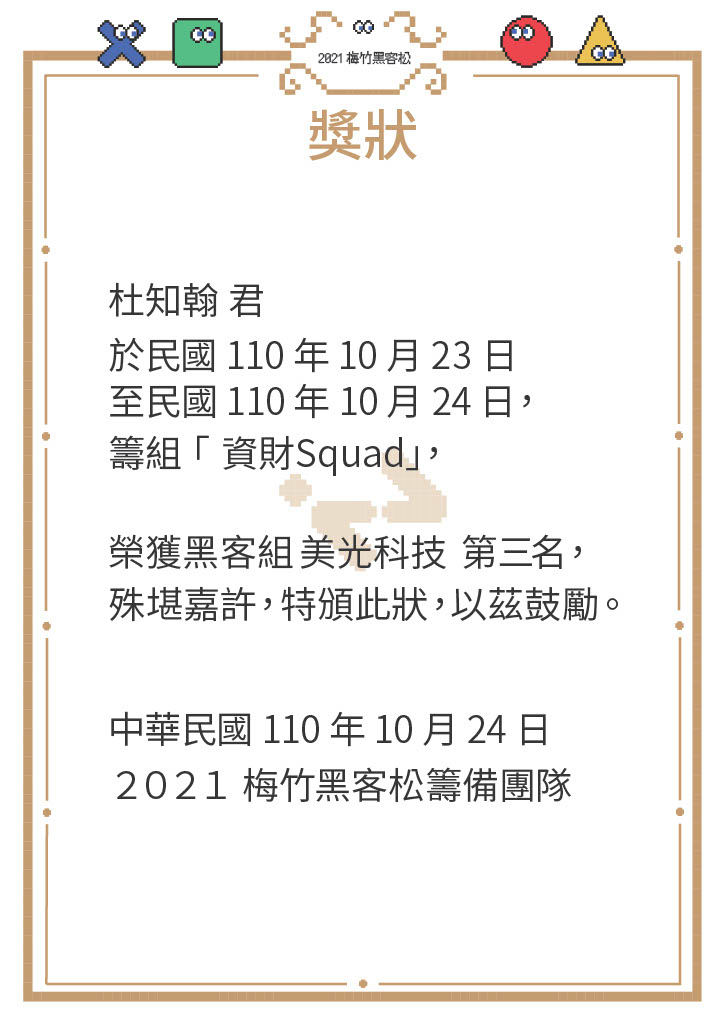 2021 梅竹黑客松
獎狀
杜知翰 君
於民國 110 年 10 月 23 日
至民國 110 年 10 月 24 日，
籌組「 資財Squad」，
榮獲黑客組 美光科技 第三名，
殊堪嘉許，特頒此狀，以茲鼓勵。
中華民國 110 年 10 月 24 日
２０２１ 梅竹黑客松籌備團隊